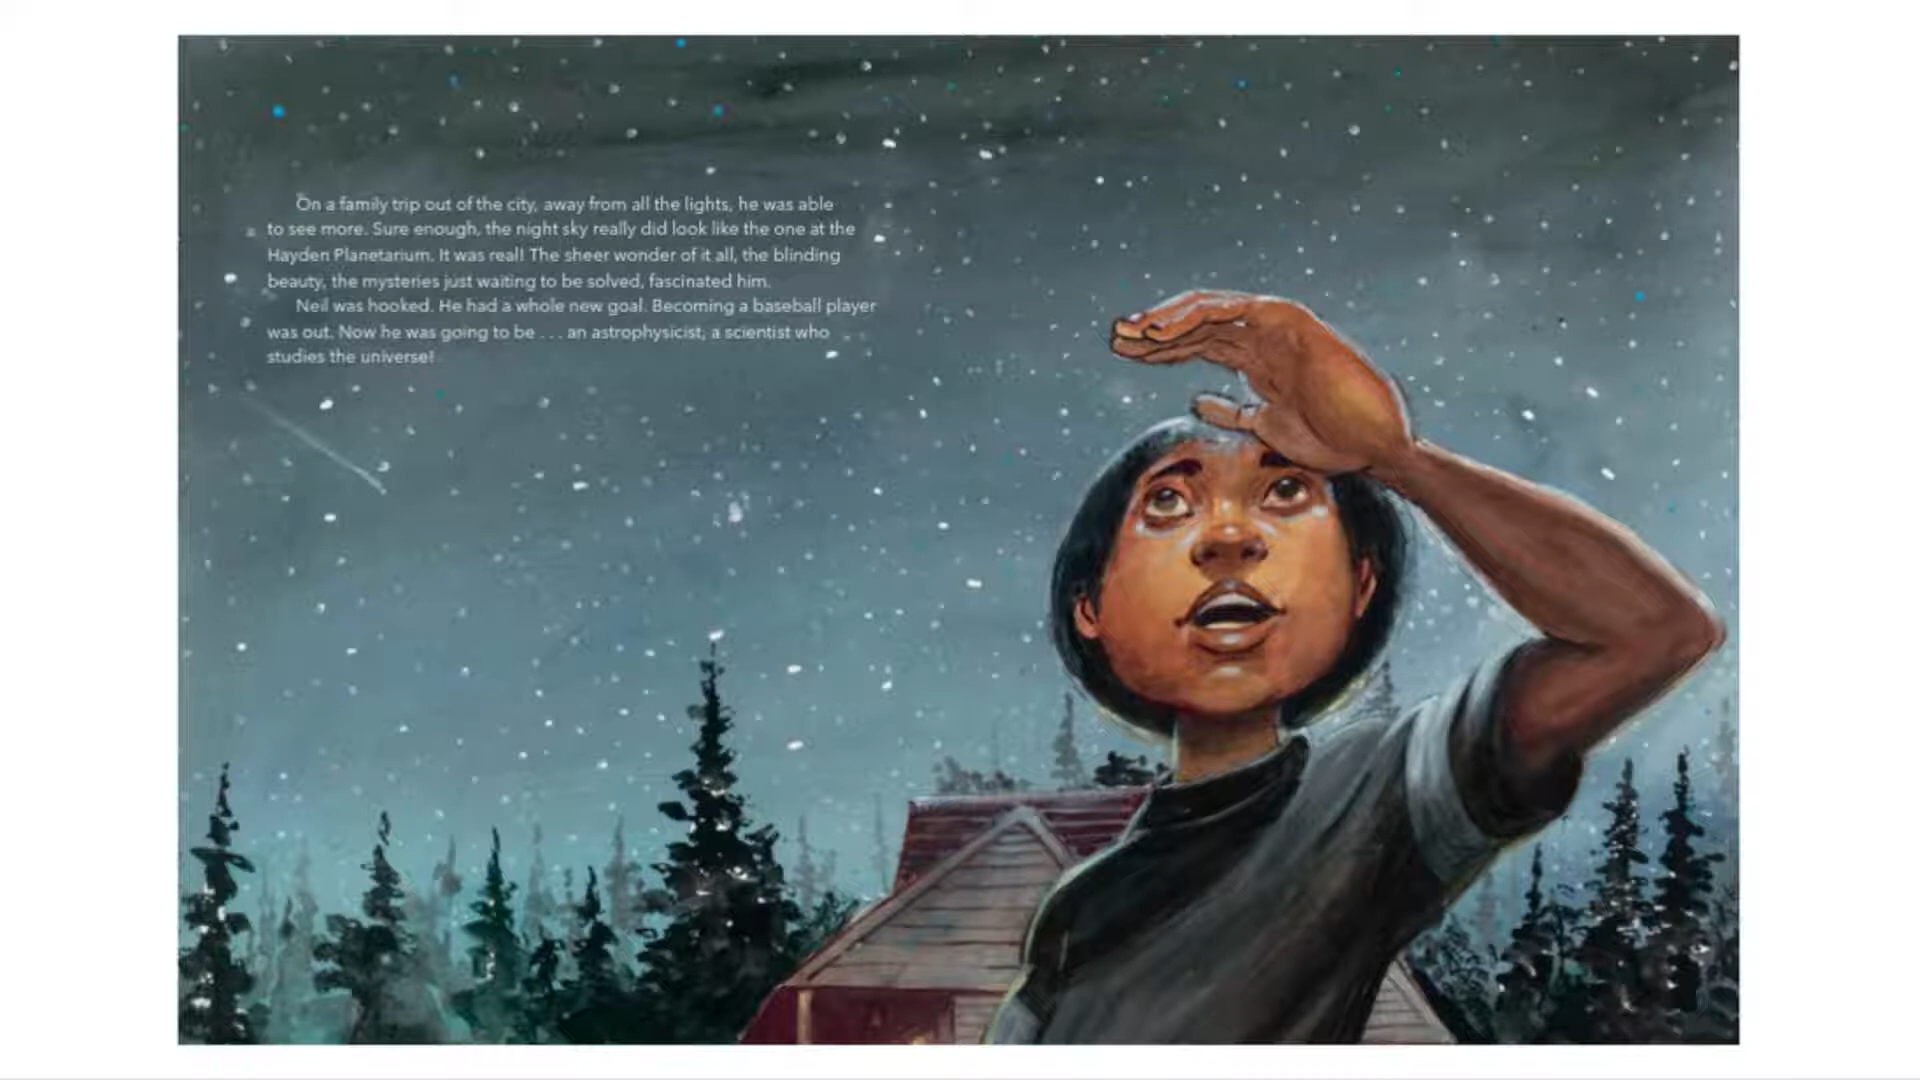 On a family trip out of the city, away from all the lights, he was able
to see more. Sure enough, the night sky really did look like the one at the
Hayden Planetarium. It was real! The sheer wonder of it all, the blinding
beauty, the mysteries just waiting to be solved, fascinated him.
Neil was hooked. He had a whole new goal. Becoming a baseball player
was out. Now he was going to be . . . an astrophysicist, a scientist who
studies the universe!